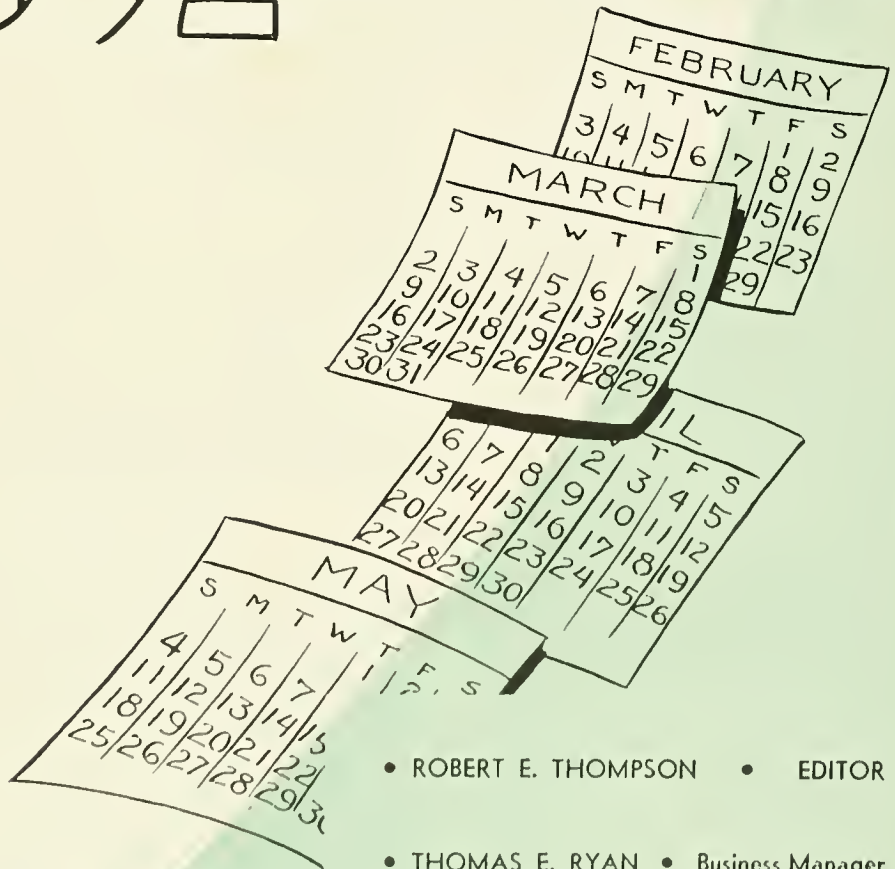 FEBRUARY
S M T W T F S
1 2
3 4 5 6 7 8 9
15 16
22 23
29
MARCH
S M T W T F S
1
2 3 4 5 6 7 8
9 10 11 12 13 14 15
16 17 18 19 20 21 22
23 24 25 26 27 28 29
30 31
IL
T F S
2 3 4 5
6 7 8 9 10 11 12
13 14 15 16 17 18 19
20 21 22 23 24 25 26
27 28 29 30
MAY
S M T W T F S
1
4 5 6 7
11 12 13 14 15
18 19 20 21 22
25 26 27 28 29 30
• ROBERT E. THOMPSON • EDITOR
• THOMAS E. RYAN • Business Manager